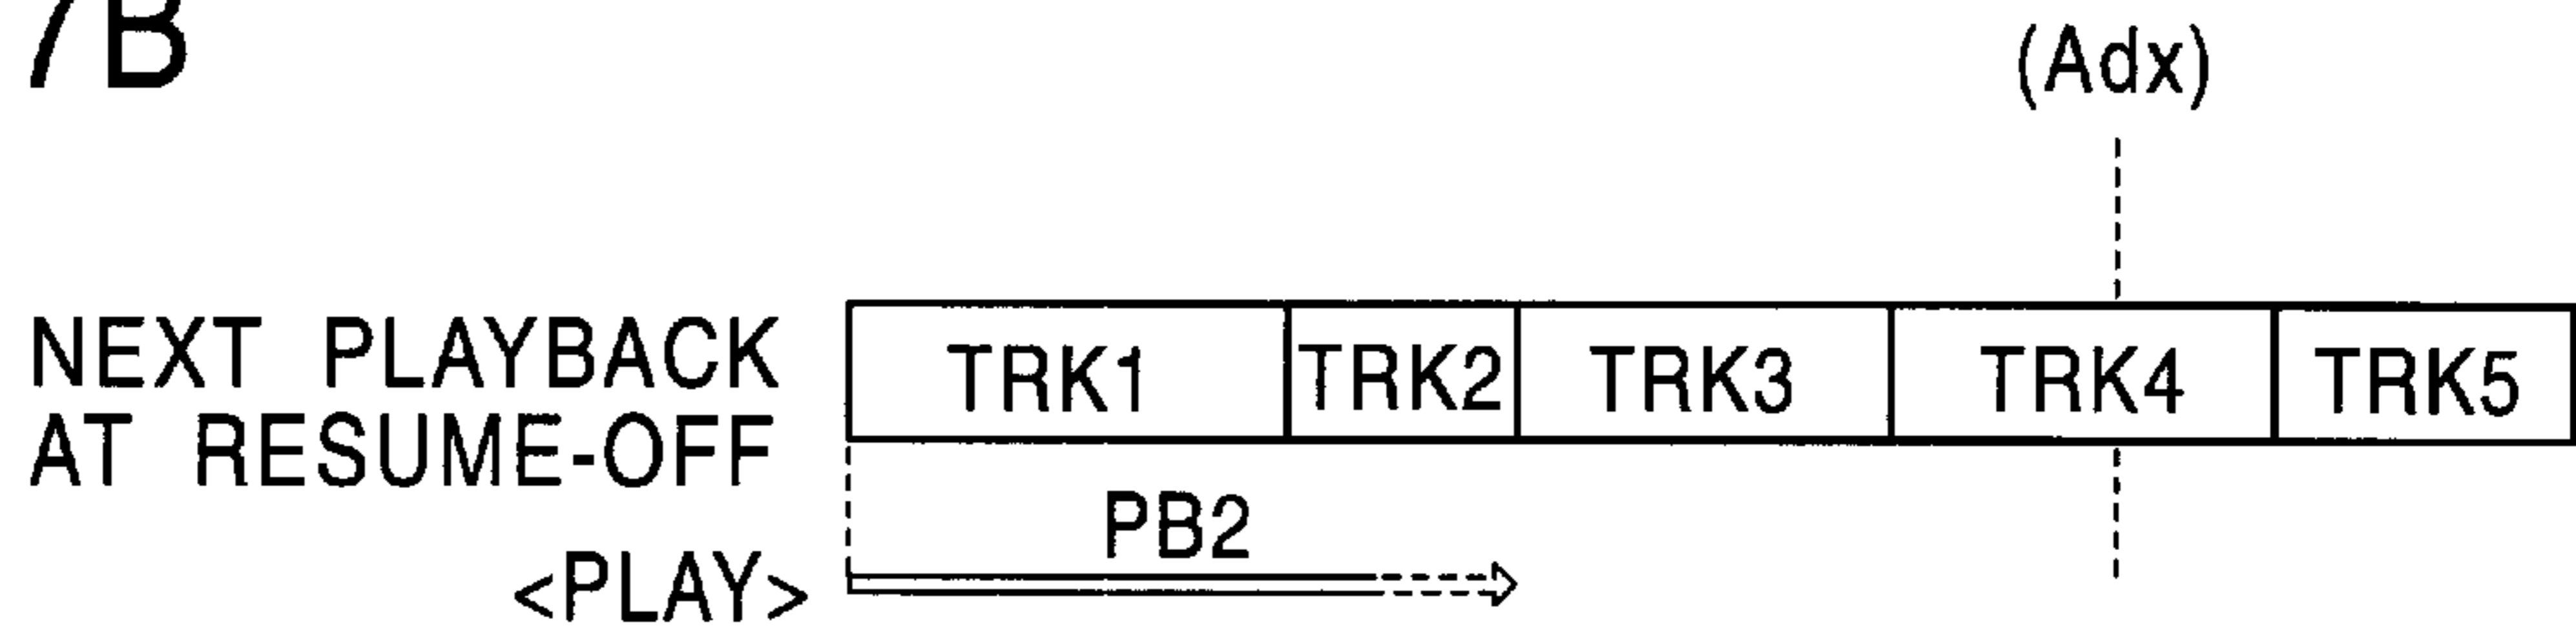 7B
(Adx)
NEXT PLAYBACK
AT RESUME-OFF
TRK1 TRK2 TRK3 TRK4 TRK5
PB2
<PLAY>